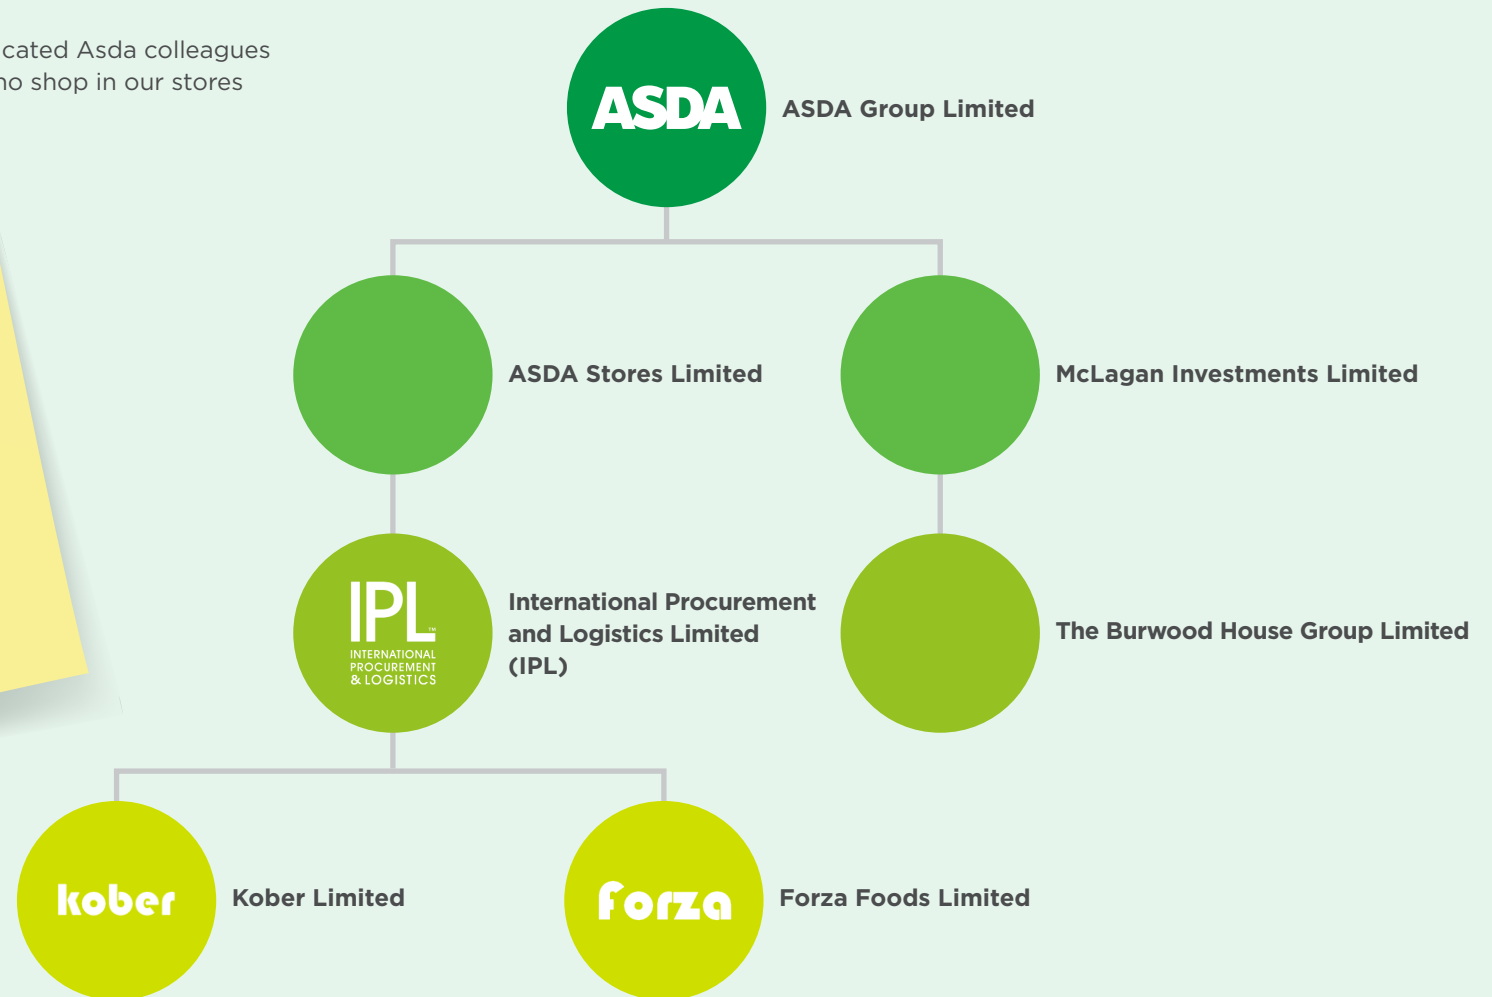 cated Asda colleagues
no shop in our stores
ASDA
ASDA Group Limited
ASDA Stores Limited
McLagan Investments Limited
IPL™
INTERNATIONAL
PROCUREMENT
& LOGISTICS
International Procurement
and Logistics Limited
(IPL)
The Burwood House Group Limited
kober
Kober Limited
Forza
Forza Foods Limited